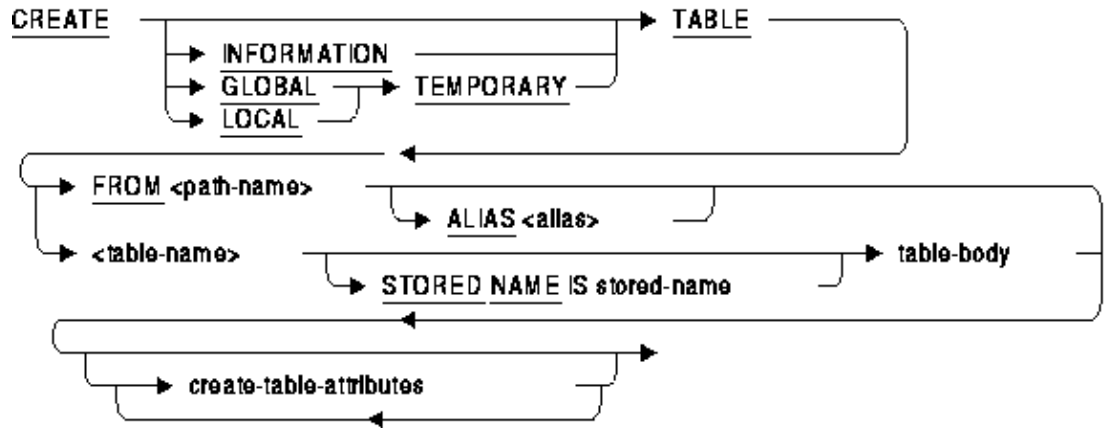 CREATE TABLE
INFORMATION
GLOBAL TEMPORARY
LOCAL
FROM <path-name>
ALIAS <alias>
<table-name> table-body
STORED NAME IS stored-name
create-table-attributes